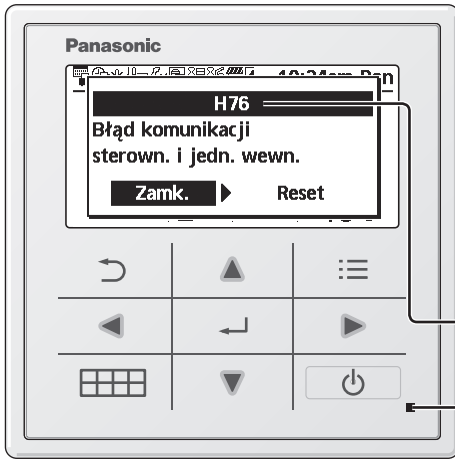 Panasonic
H76
Błąd komunikacji
sterown. i jedn. wewn.
Zamk. Reset